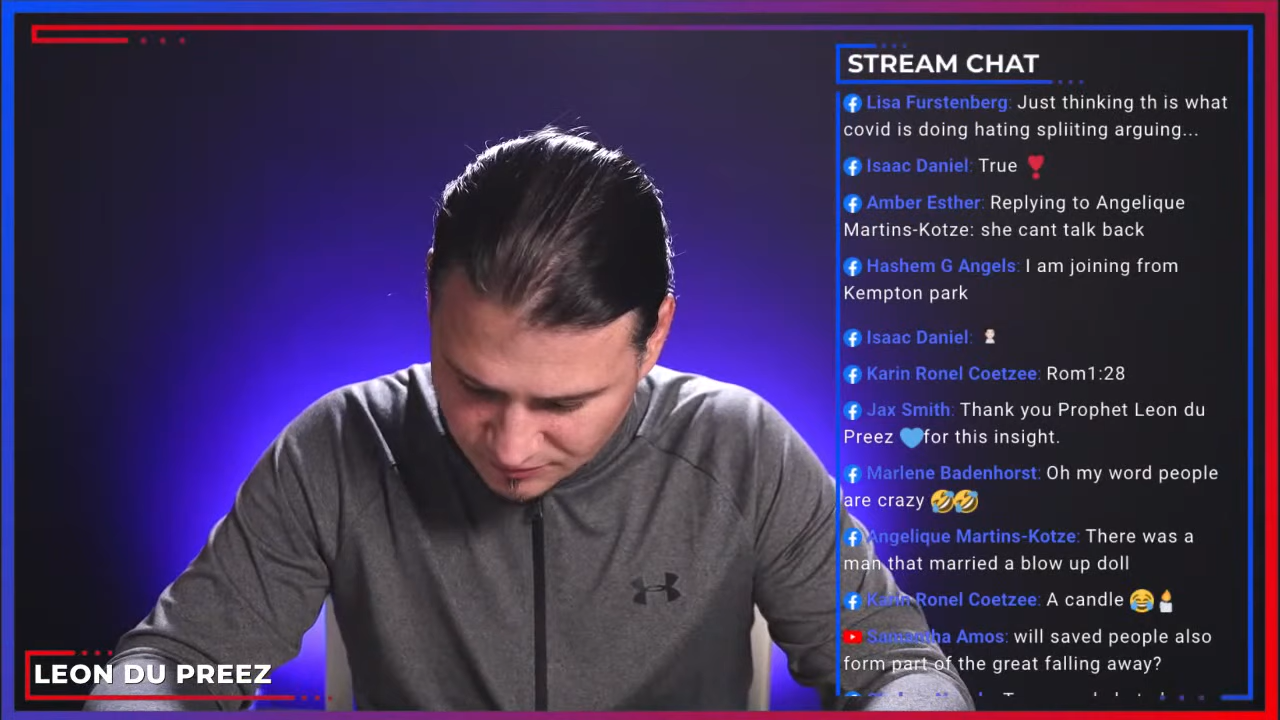 STREAM CHAT
Lisa Furstenberg: Just thinking th is what
covid is doing hating spliiting arguing...
Isaac Daniel: True ❣️
Amber Esther: Replying to Angelique
Martins-Kotze: she cant talk back
Hashem G Angels: I am joining from
Kempton park
Isaac Daniel:
Karin Ronel Coetzee: Rom1:28
Jax Smith: Thank you Prophet Leon du
Preez 💙for this insight.
Marlene Badenhorst: Oh my word people
are crazy 🤣🤣
Angelique Martins-Kotze: There was a
man that married a blow up doll
Karin Ronel Coetzee: A candle 😂🕯️
Samantha Amos: will saved people also
form part of the great falling away?
LEON DU PREEZ